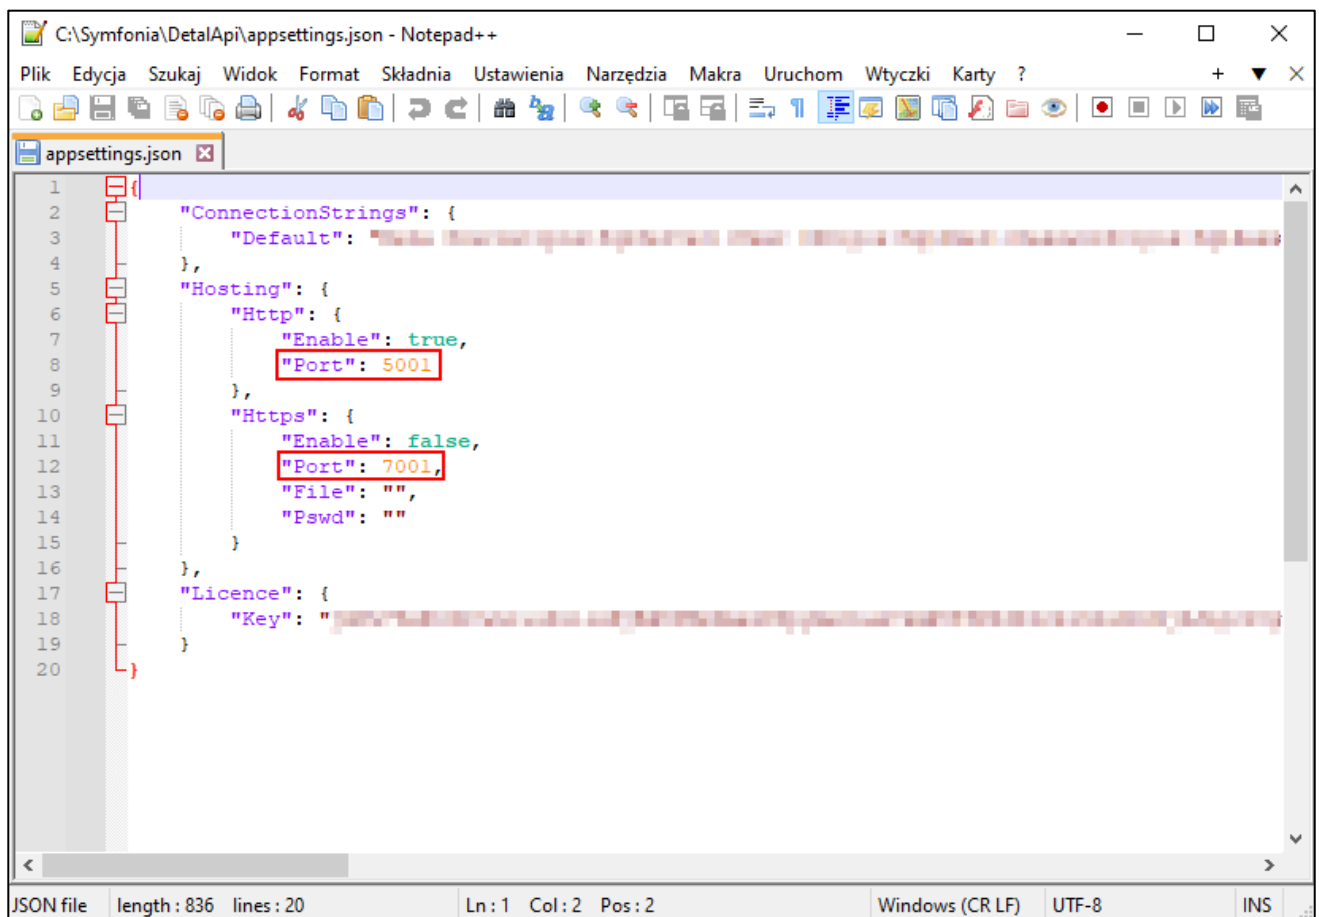 C:\Symfonia\DetalApi\appsettings.json - Notepad++
Plik Edycja Szukaj Widok Format Składnia Ustawienia Narzędzia Makra Uruchom Wtyczki Karty ?
appsettings.json
1 {
2 "ConnectionStrings": {
3 "Default": "
4 },
5 "Hosting": {
6 "Http": {
7 "Enable": true,
8 "Port": 5001
9 },
10 "Https": {
11 "Enable": false,
12 "Port": 7001,
13 "File": "",
14 "Pswd": ""
15 }
16 },
17 "Licence": {
18 "Key": "
19 }
20 }
JSON file length : 836 lines : 20 Ln : 1 Col : 2 Pos : 2 Windows (CR LF) UTF-8 INS